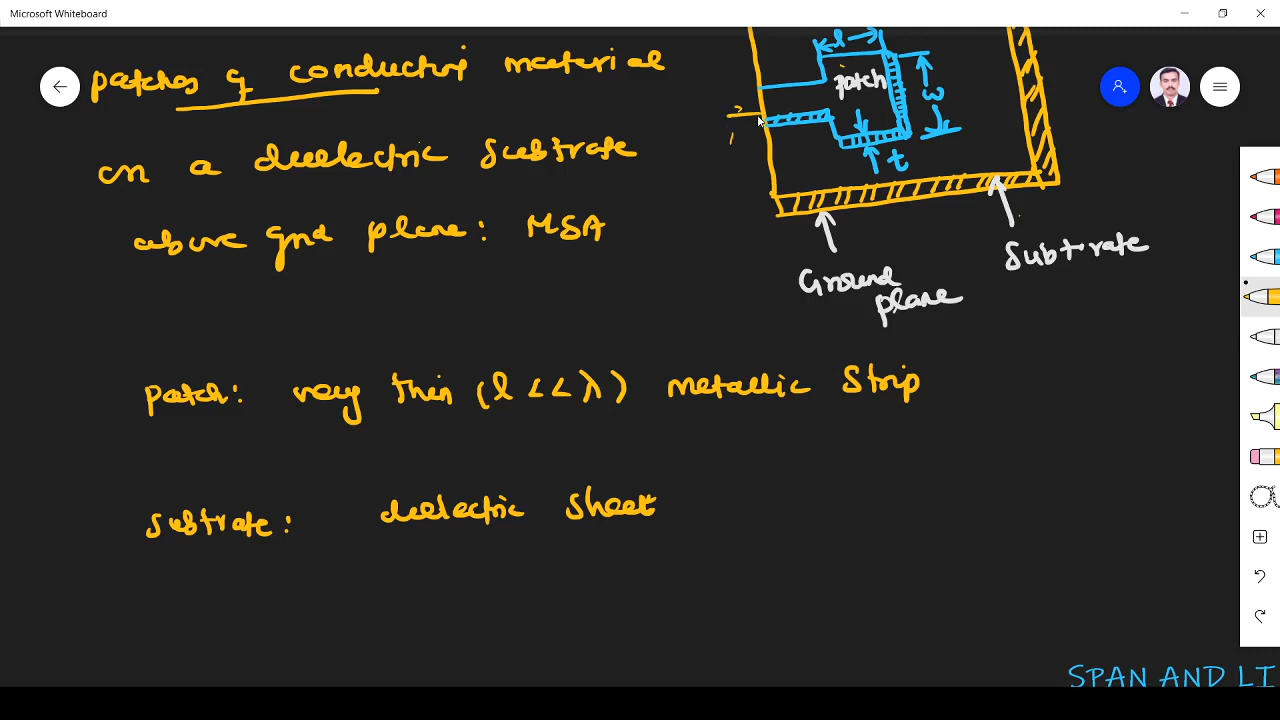 Microsoft Whiteboard
patches of conducting material
on a dielectric substrate
above gnd plane: MSA
l
patch
w
t
Ground
plane
Substrate
patch: very thin (l << λ) metallic strip
substrate: dielectric sheet
SPAN AND LI